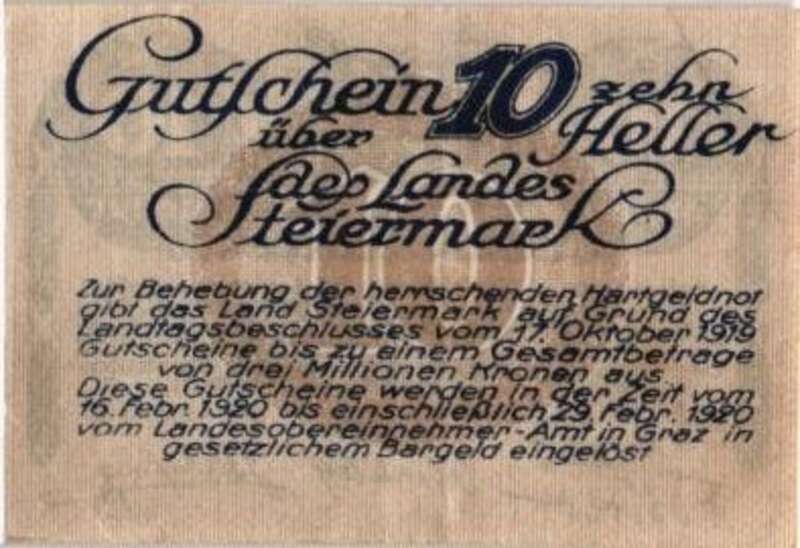 Gutschein 10 zehn
über Heller
des Landes
Steiermark
Zur Behebung der herrschenden Hartgeldnot
gibt das Land Steiermark auf Grund des
Landtagsbeschlusses vom 17. Oktober 1919
Gutscheine bis zu einem Gesamtbetrage
von drei Millionen Kronen aus.
Diese Gutscheine werden in der Zeit vom
16. Febr. 1920 bis einschließlich 29. Febr. 1920
vom Landesobereinnehmer-Amt in Graz in
gesetzlichem Bargeld eingelöst